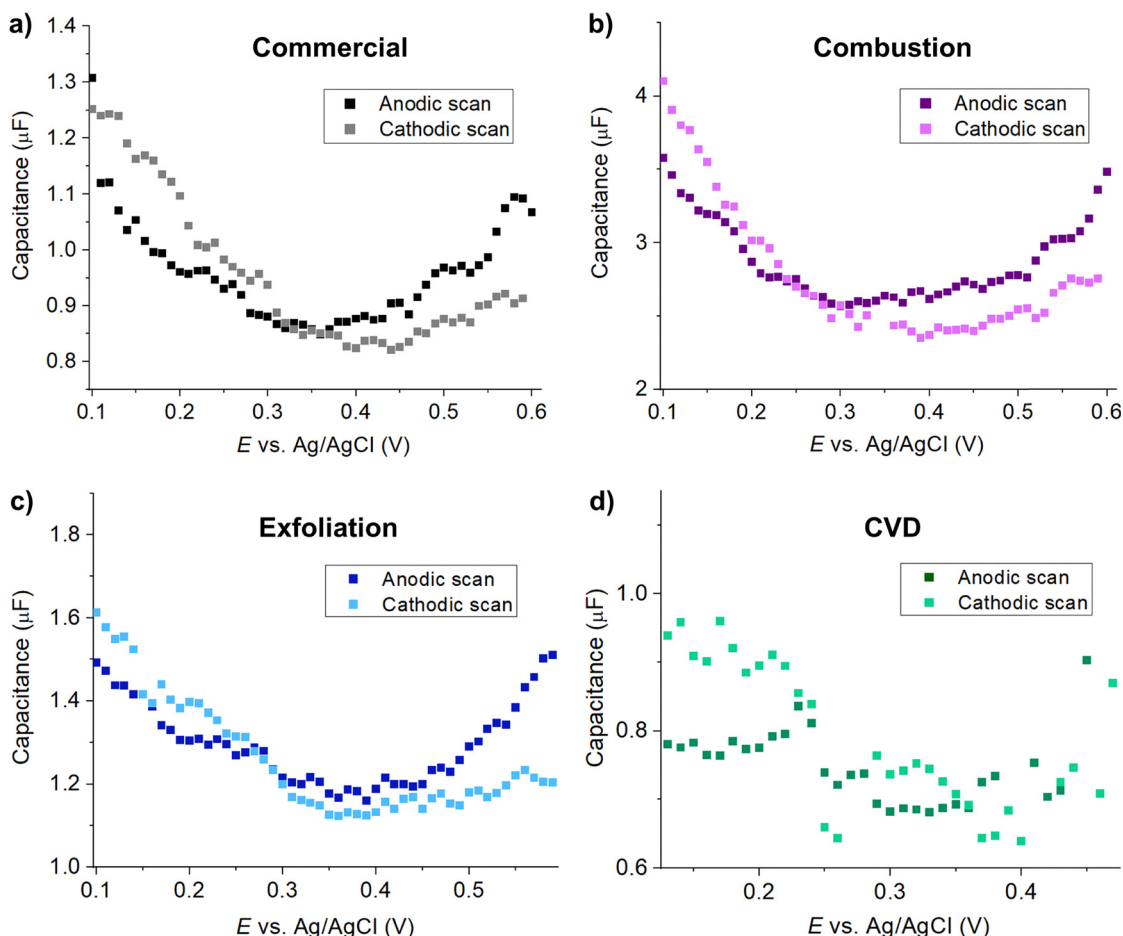 a)
Commercial
1.4
1.3
1.2
1.1
1.0
0.9
0.8
Capacitance (μF)
Anodic scan
Cathodic scan
0.1 0.2 0.3 0.4 0.5 0.6
E vs. Ag/AgCl (V)
b)
Combustion
4
3
2
Capacitance (μF)
Anodic scan
Cathodic scan
0.1 0.2 0.3 0.4 0.5 0.6
E vs. Ag/AgCl (V)
c)
Exfoliation
1.8
1.6
1.4
1.2
1.0
Capacitance (μF)
Anodic scan
Cathodic scan
0.1 0.2 0.3 0.4 0.5
E vs. Ag/AgCl (V)
d)
CVD
1.0
0.8
0.6
Capacitance (μF)
Anodic scan
Cathodic scan
0.2 0.3 0.4
E vs. Ag/AgCl (V)